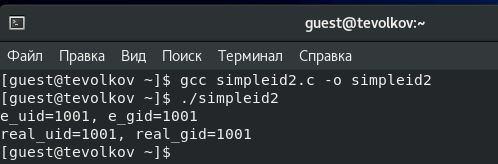 guest@tevolkov:~
Файл Правка Вид Поиск Терминал Справка
[guest@tevolkov ~]$ gcc simpleid2.c -o simpleid2
[guest@tevolkov ~]$ ./simpleid2
e_uid=1001, e_gid=1001
real_uid=1001, real_gid=1001
[guest@tevolkov ~]$